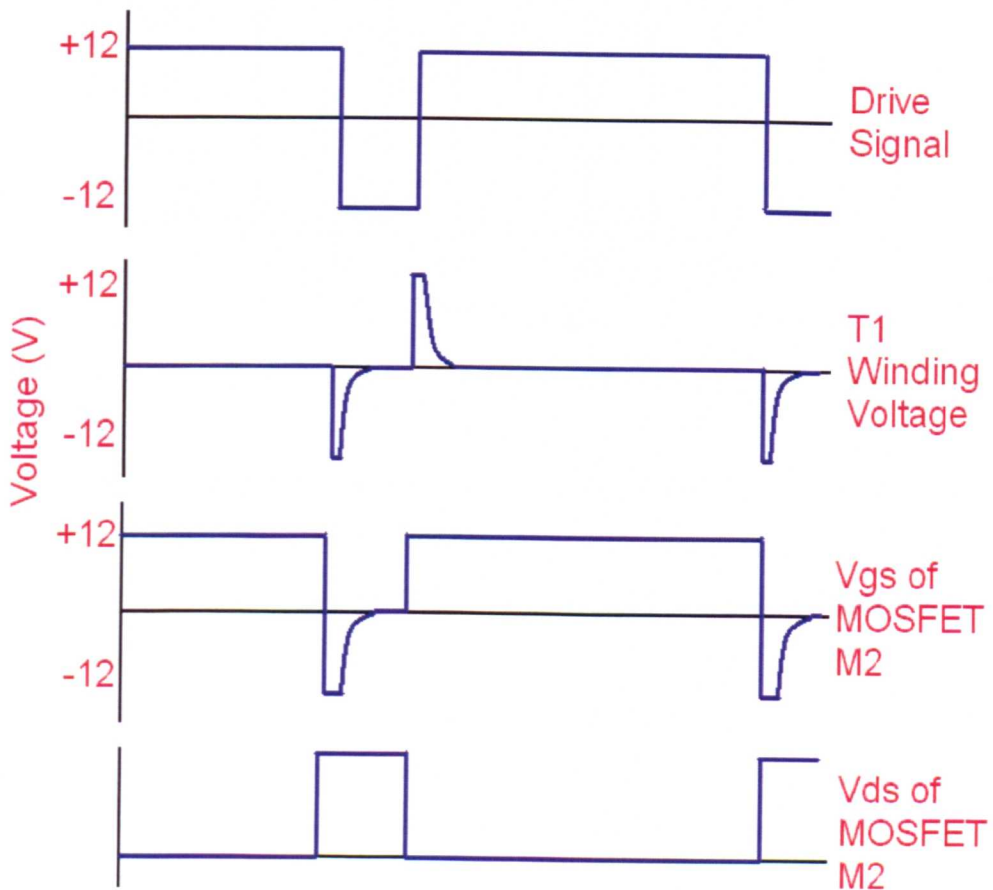 +12
-12
Drive
Signal
Voltage (V)
+12
-12
T1
Winding
Voltage
+12
-12
Vgs of
MOSFET
M2
Vds of
MOSFET
M2